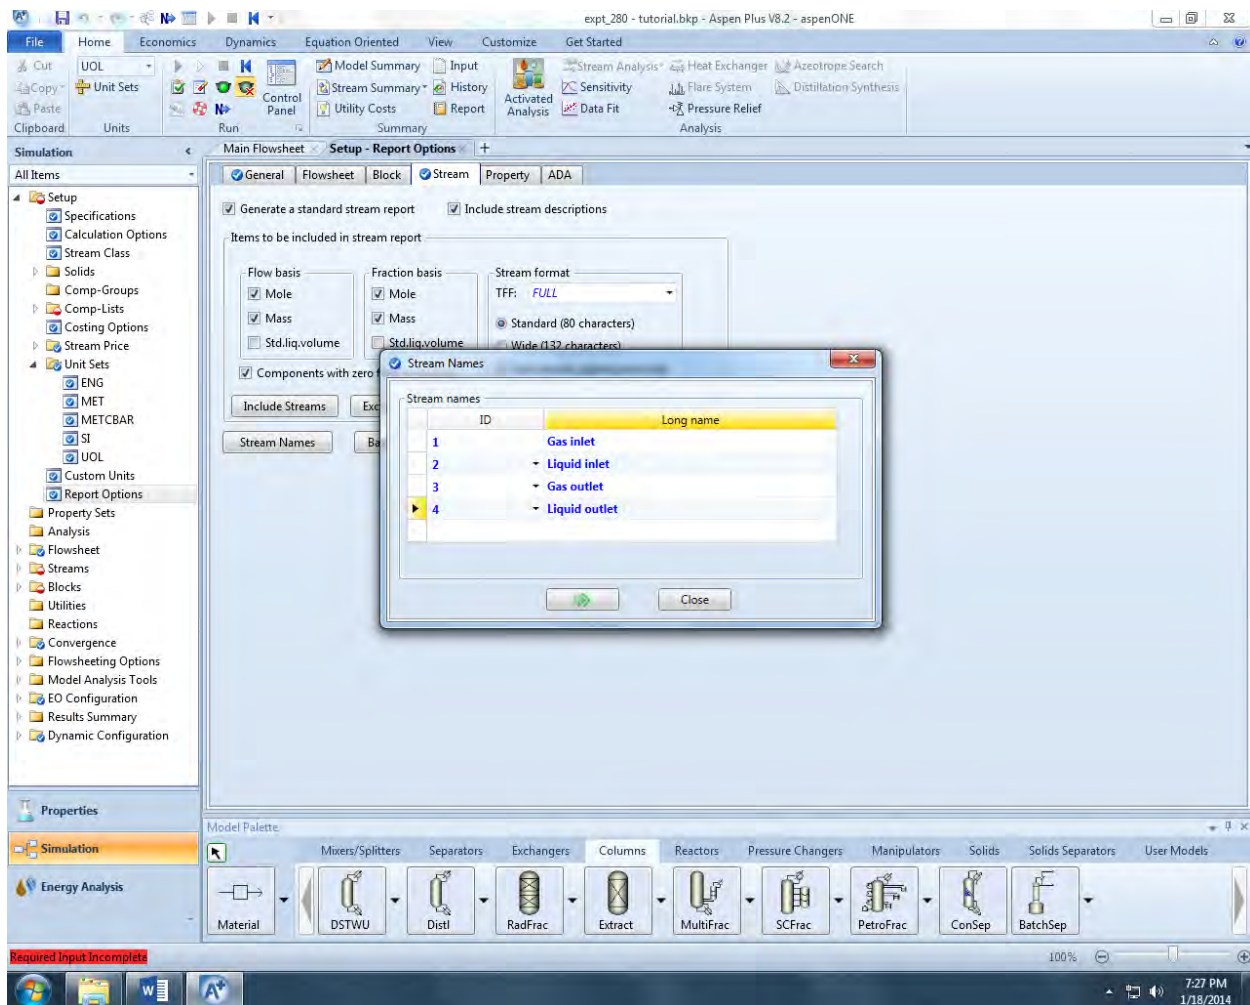 expt_280 - tutorial.bkp - Aspen Plus V8.2 - aspenONE
File Home Economics Dynamics Equation Oriented View Customize Get Started
Cut UOL Model Summary Input Stream Analysis Heat Exchanger Azeotrope Search
Copy Unit Sets Stream Summary History Sensitivity Flare System Distillation Synthesis
Paste N Control Panel Utility Costs Report Activated Analysis Data Fit Pressure Relief
Clipboard Units Run Summary Analysis
Simulation Main Flowsheet Setup - Report Options +
All Items General Flowsheet Block Stream Property ADA
Setup
Specifications
Calculation Options
Stream Class
Solids
Comp-Groups
Comp-Lists
Costing Options
Stream Price
Unit Sets
ENG
MET
METCBAR
SI
UOL
Custom Units
Report Options
Property Sets
Analysis
Flowsheet
Streams
Blocks
Utilities
Reactions
Convergence
Flowsheeting Options
Model Analysis Tools
EO Configuration
Results Summary
Dynamic Configuration
Properties
Simulation
Energy Analysis
Generate a standard stream report Include stream descriptions
Items to be included in stream report
Flow basis Fraction basis Stream format
Mole Mole TFF: FULL
Mass Mass Standard (80 characters)
Std.liq.volume Std.liq.volume Wide (132 characters)
Components with zero
Include Streams
Stream Names
Stream Names
Stream names
ID Long name
1 Gas inlet
2 Liquid inlet
3 Gas outlet
4 Liquid outlet
Close
Model Palette
Mixers/Splitters Separators Exchangers Columns Reactors Pressure Changers Manipulators Solids Solids Separators User Models
Material DSTWU Distl RadFrac Extract MultiFrac SCFrac PetroFrac ConSep BatchSep
Required Input Incomplete 100%
7:27 PM
1/18/2014